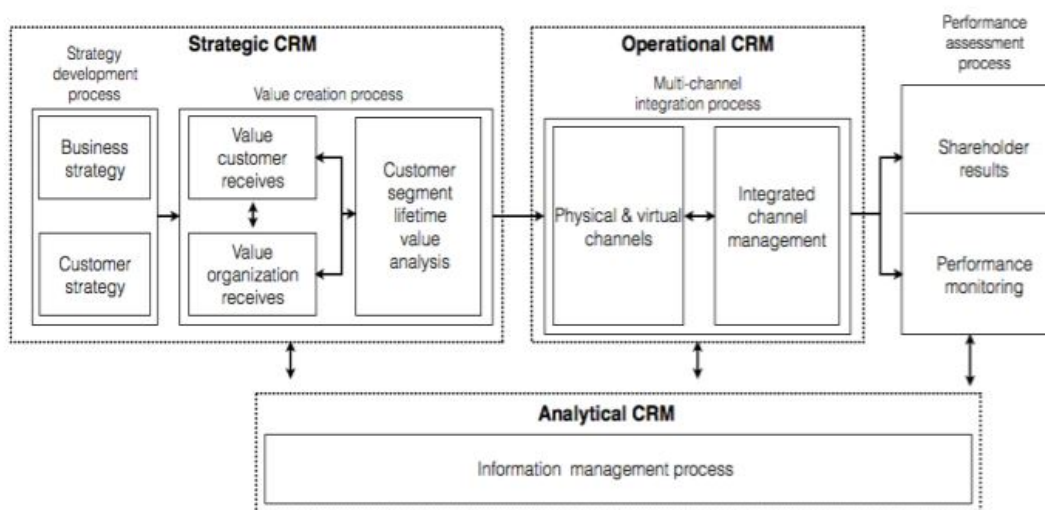 Strategic CRM
Strategy
development
process
Value creation process
Business
strategy
Customer
strategy
Value
customer
receives
Value
organization
receives
Customer
segment
lifetime
value
analysis
Operational CRM
Multi-channel
integration process
Physical & virtual
channels
Integrated
channel
management
Performance
assessment
process
Shareholder
results
Performance
monitoring
Analytical CRM
Information management process